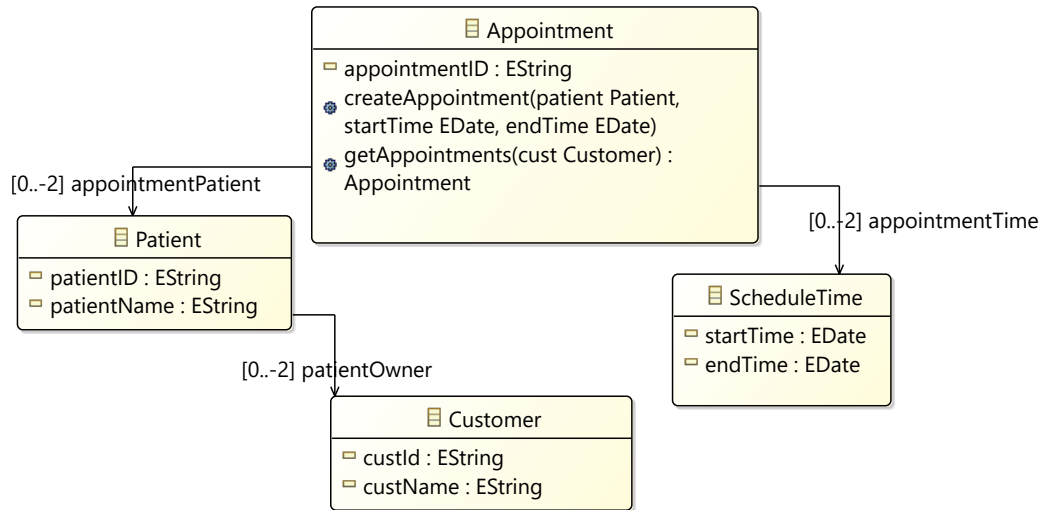 Appointment
appointmentID : EString
createAppointment(patient Patient,
startTime EDate, endTime EDate)
getAppointments(cust Customer) :
Appointment
[0..-2] appointmentPatient
[0..-2] appointmentTime
Patient
patientID : EString
patientName : EString
ScheduleTime
startTime : EDate
endTime : EDate
[0..-2] patientOwner
Customer
custId : EString
custName : EString